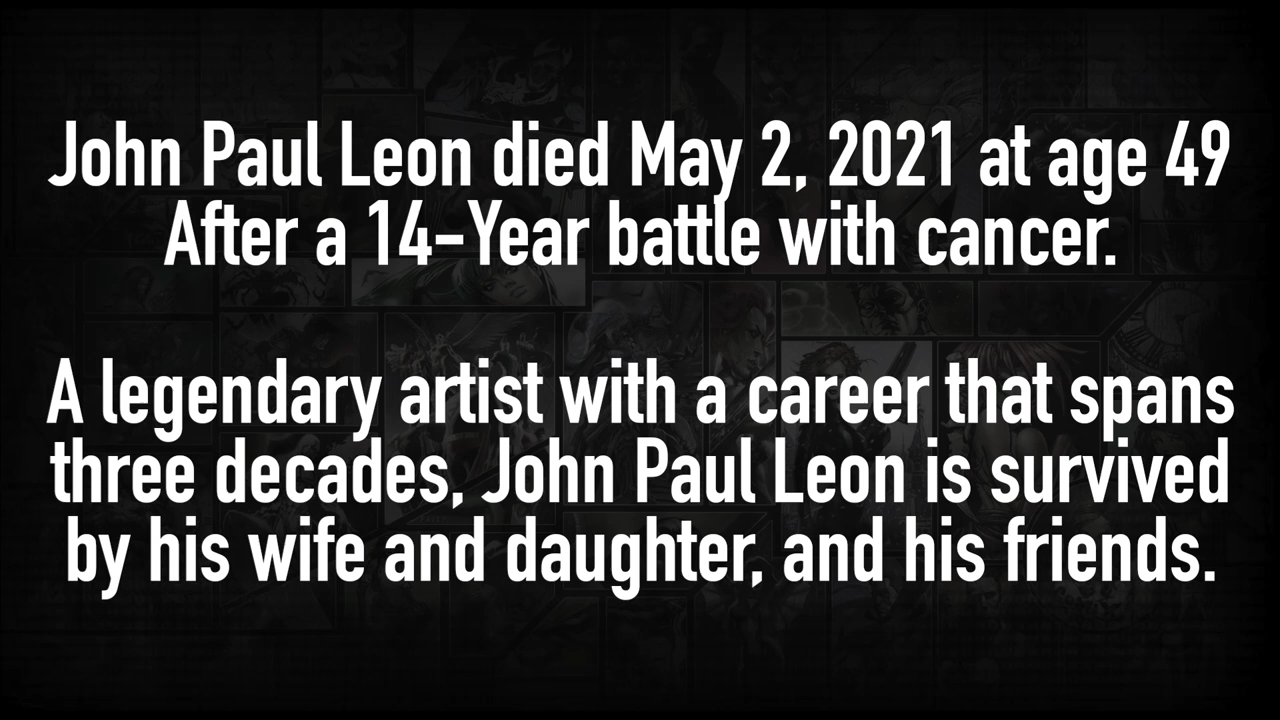 John Paul Leon died May 2, 2021 at age 49
After a 14-Year battle with cancer.
A legendary artist with a career that spans
three decades, John Paul Leon is survived
by his wife and daughter, and his friends.